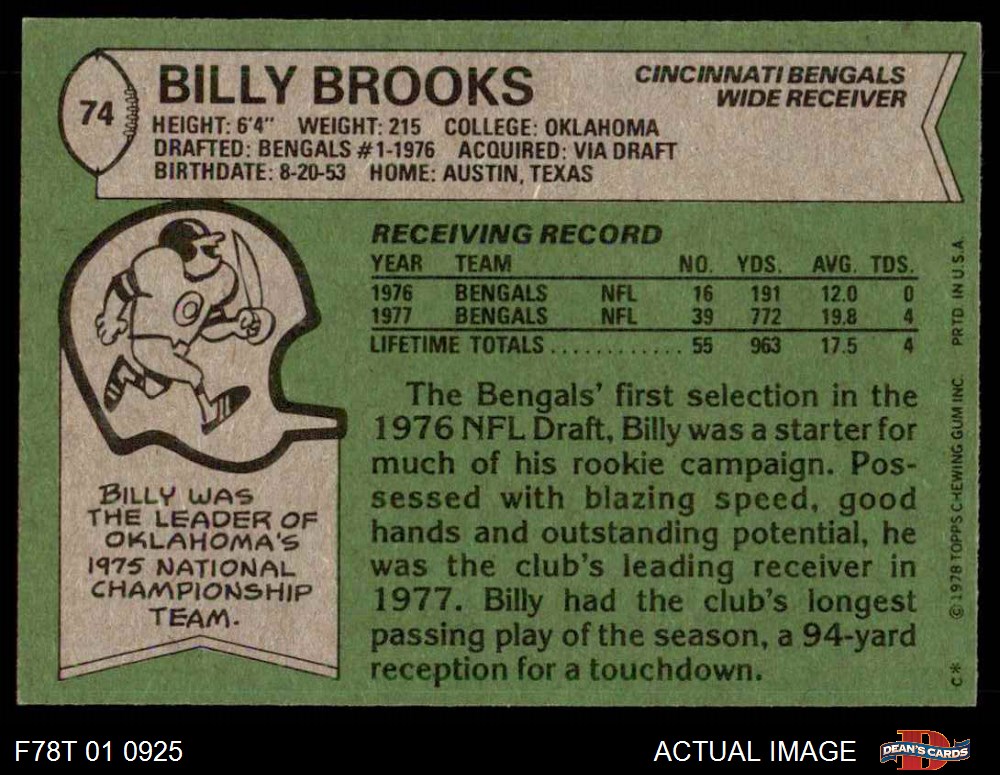 74
BILLY BROOKS
CINCINNATI BENGALS
WIDE RECEIVER
HEIGHT: 6'4" WEIGHT: 215 COLLEGE: OKLAHOMA
DRAFTED: BENGALS #1-1976 ACQUIRED: VIA DRAFT
BIRTHDATE: 8-20-53 HOME: AUSTIN, TEXAS
RECEIVING RECORD
YEAR TEAM NO. YDS. AVG. TDS.
1976 BENGALS NFL 16 191 12.0 0
1977 BENGALS NFL 39 772 19.8 4
LIFETIME TOTALS............ 55 963 17.5 4
The Bengals' first selection in the
1976 NFL Draft, Billy was a starter for
much of his rookie campaign. Pos-
sessed with blazing speed, good
hands and outstanding potential, he
was the club's leading receiver in
1977. Billy had the club's longest
passing play of the season, a 94-yard
reception for a touchdown.
O
BILLY WAS
THE LEADER OF
OKLAHOMA'S
1975 NATIONAL
CHAMPIONSHIP
TEAM.
C* © 1978 TOPPS CHEWING GUM INC. PRTD IN U.S.A.
F78T 01 0925
ACTUAL IMAGE
D
DEAN'S CARDS